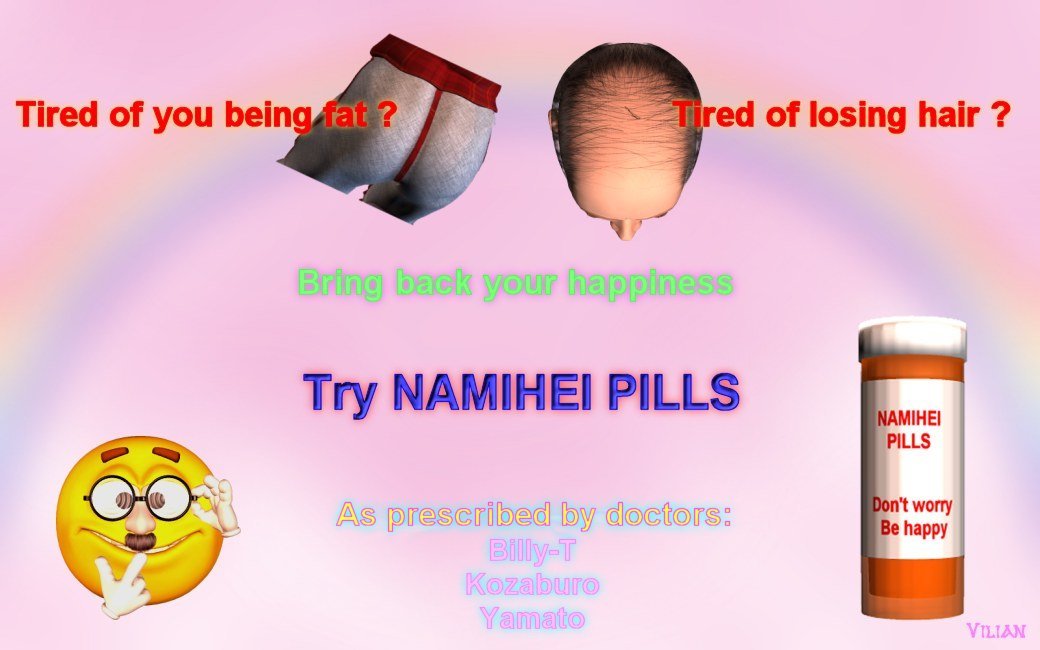 Tired of you being fat ?
Tired of losing hair ?
Bring back your happiness
Try NAMIHEI PILLS
NAMIHEI
PILLS
Don't worry
Be happy
As prescribed by doctors:
Billy-T
Kozaburo
Yamato
Vilian